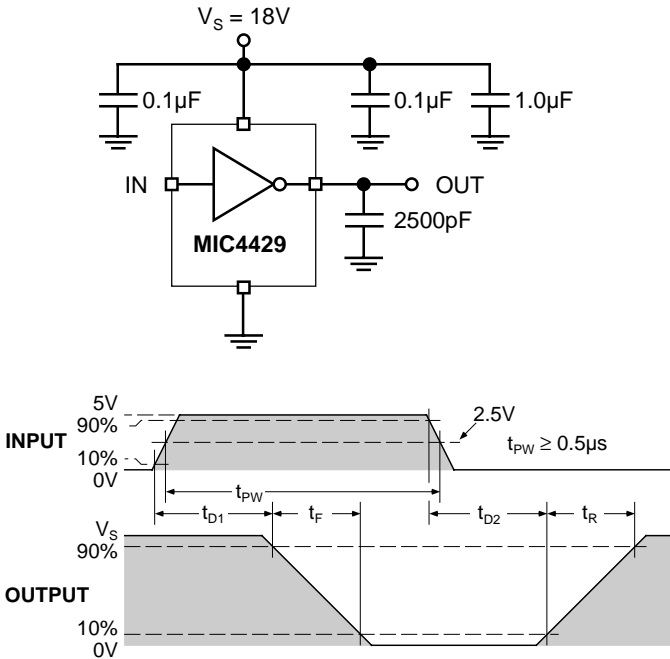 V_S = 18V
0.1µF
0.1µF
1.0µF
IN
OUT
2500pF
MIC4429
INPUT
5V
90%
10%
0V
2.5V
t_PW ≥ 0.5µs
t_PW
t_D1
t_F
t_D2
t_R
OUTPUT
V_S
90%
10%
0V